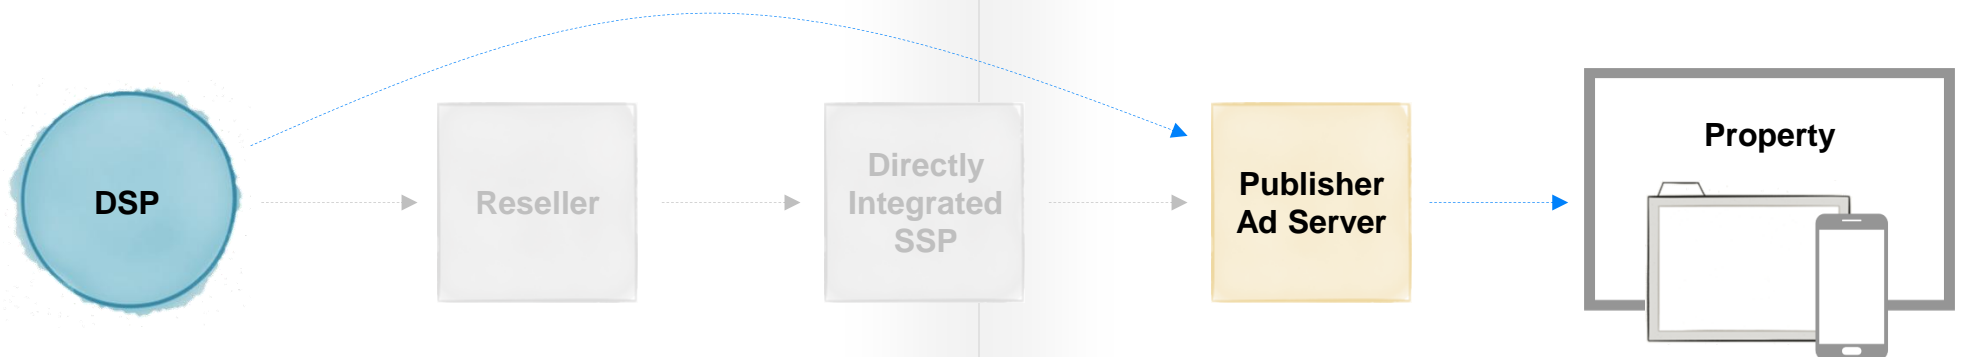 DSP
Reseller
Directly
Integrated
SSP
Publisher
Ad Server
Property